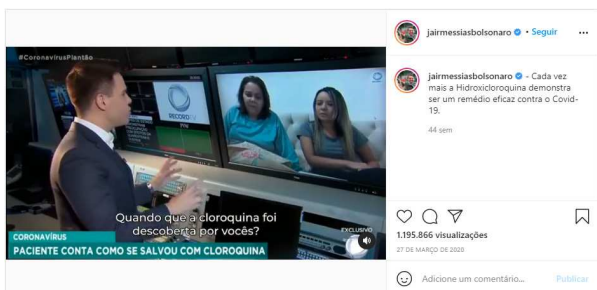 #CoronavírusPlantão
RECORD TV
Quando que a cloroquina foi
descoberta por vocês?
EXCLUSIVO
CORONAVÍRUS
PACIENTE CONTA COMO SE SALVOU COM CLOROQUINA
jairmessiasbolsonaro • Seguir
jairmessiasbolsonaro - Cada vez
mais a Hidroxicloroquina demonstra
ser um remédio eficaz contra o Covid-
19.
44 sem
1.195.866 visualizações
27 DE MARÇO DE 2020
Adicione um comentário... Publicar